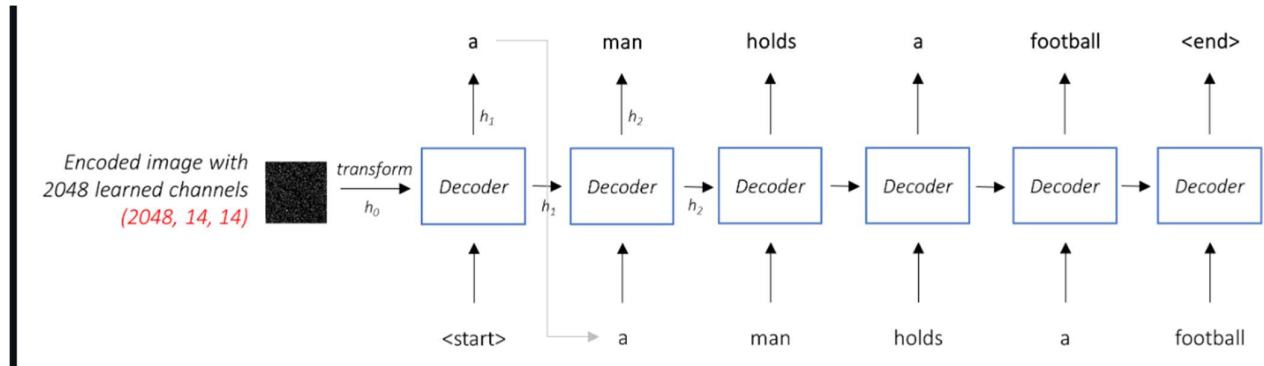 a man holds a football <end>
h1 h2
Encoded image with
2048 learned channels
(2048, 14, 14)
transform
h0
Decoder Decoder Decoder Decoder Decoder Decoder
h1 h2
<start> a man holds a football